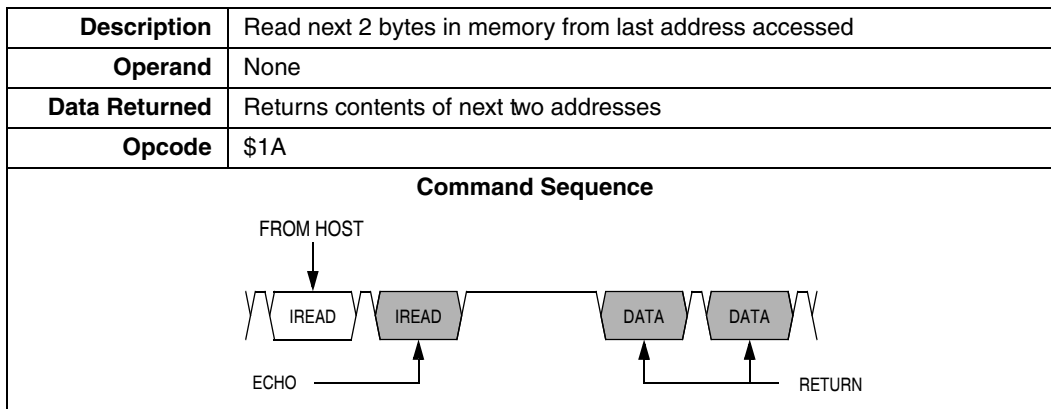 Description Read next 2 bytes in memory from last address accessed
Operand None
Data Returned Returns contents of next two addresses
Opcode $1A
Command Sequence
FROM HOST
IREAD IREAD DATA DATA
ECHO RETURN